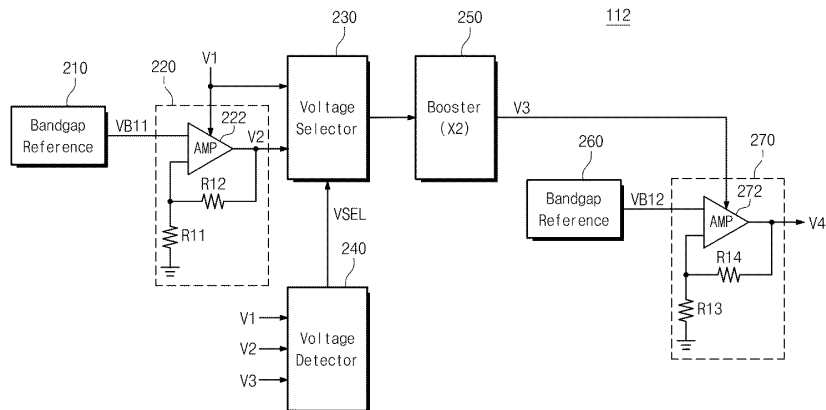 112
210
Bandgap
Reference
VB11
220
V1
222
AMP
V2
R12
R11
230
Voltage
Selector
VSEL
240
V1
V2
V3
Voltage
Detector
250
Booster
(X2)
V3
260
Bandgap
Reference
VB12
270
272
AMP
V4
R14
R13